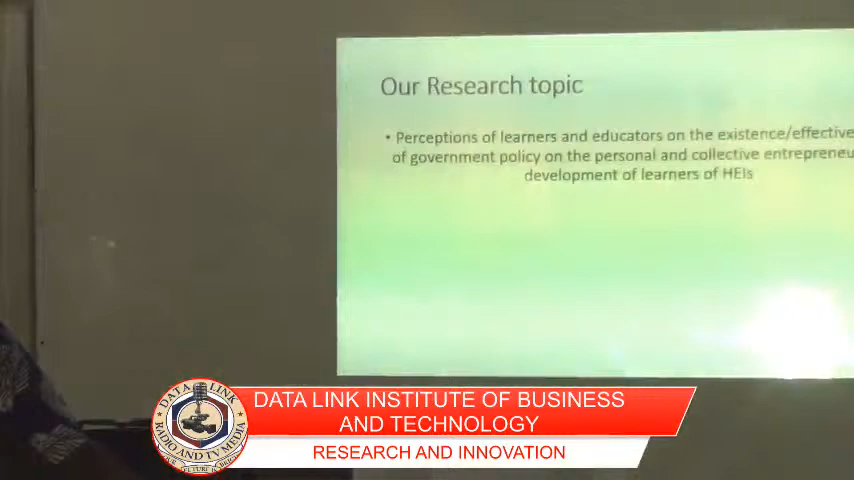 Our Research topic
• Perceptions of learners and educators on the existence/effective
of government policy on the personal and collective entrepreneu
development of learners of HEIs
DATA LINK
RADIO AND TV MEDIA
DATA LINK INSTITUTE OF BUSINESS
AND TECHNOLOGY
RESEARCH AND INNOVATION